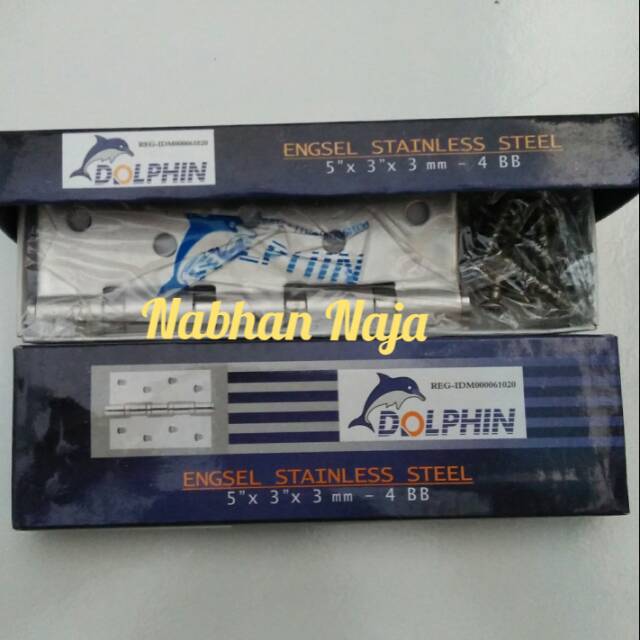 REG-IDM000061020
DOLPHIN
ENGSEL STAINLESS STEEL
5"x 3"x 3 mm - 4 BB
Nabhan Naja
REG-IDM000061020
DOLPHIN
ENGSEL STAINLESS STEEL
5"x 3"x 3 mm - 4 BB